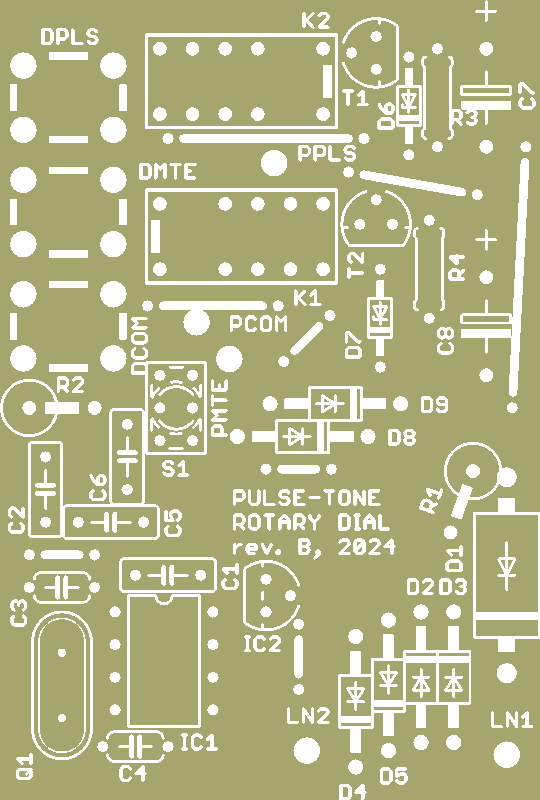 K2
DPLS
C7
T1
D6
R3
PPLS
DMTE
T2
R4
K1
PCOM
DCOM
D7
C8
R2
PMTE
D9
D8
S1
C6
C2
C5
PULSE-TONE
ROTARY DIAL
Rev. B, 2024
R1
D1
C1
D2 D3
C3
IC2
LN2
LN1
IC1
Q1
C4
D5
D4